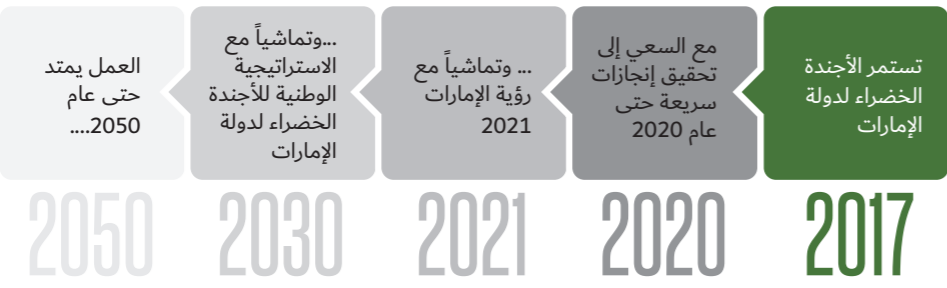 تستمر الأجندة
الخضراء لدولة
الإمارات
2017
مع السعي إلى
تحقيق إنجازات
سريعة حتى
عام 2020
2020
... وتماشياً مع
رؤية الإمارات
2021
2021
...وتماشياً مع
الاستراتيجية
الوطنية للأجندة
الخضراء لدولة
الإمارات
2030
العمل يمتد
حتى عام
2050....
2050